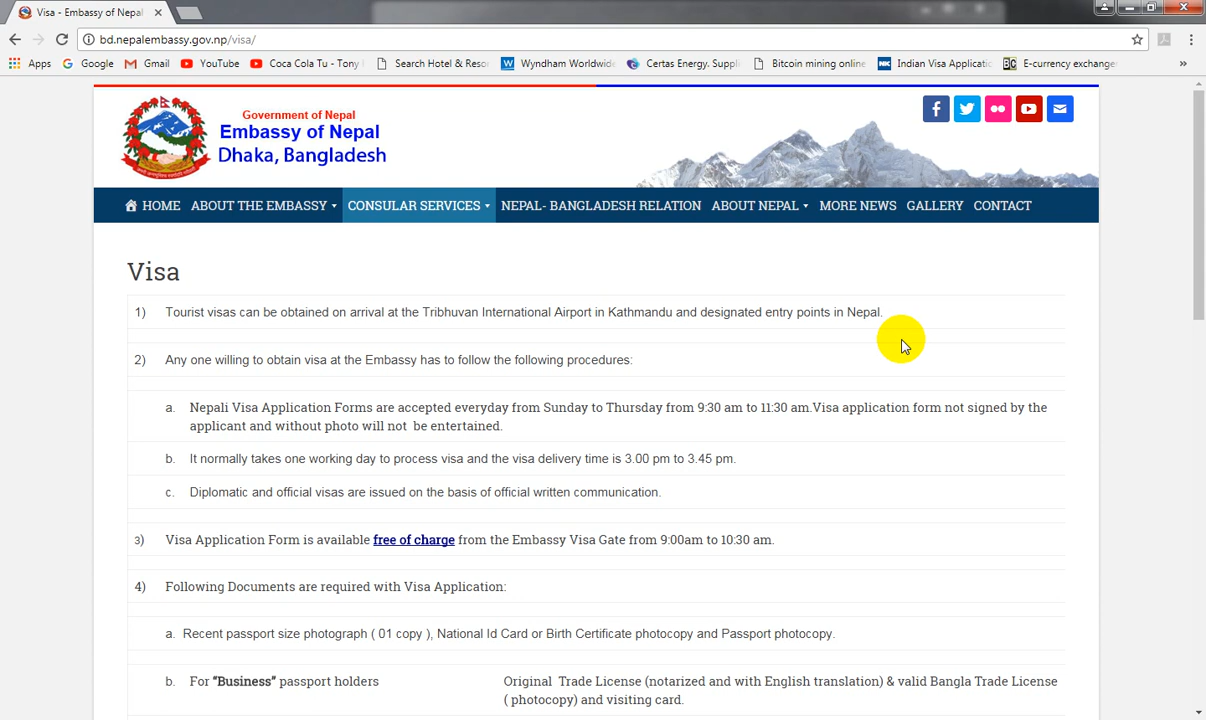 Visa - Embassy of Nepal
bd.nepalembassy.gov.np/visa/
Apps Google Gmail YouTube Coca Cola Tu - Tony Search Hotel & Reso Wyndham Worldwide Certas Energy. Suppli Bitcoin mining online NK Indian Visa Applicatio EC E-currency exchanger »
Government of Nepal
Embassy of Nepal
Dhaka, Bangladesh
HOME ABOUT THE EMBASSY CONSULAR SERVICES NEPAL- BANGLADESH RELATION ABOUT NEPAL MORE NEWS GALLERY CONTACT
Visa
1) Tourist visas can be obtained on arrival at the Tribhuvan International Airport in Kathmandu and designated entry points in Nepal.
2) Any one willing to obtain visa at the Embassy has to follow the following procedures:
a. Nepali Visa Application Forms are accepted everyday from Sunday to Thursday from 9:30 am to 11:30 am.Visa application form not signed by the
applicant and without photo will not be entertained.
b. It normally takes one working day to process visa and the visa delivery time is 3.00 pm to 3.45 pm.
c. Diplomatic and official visas are issued on the basis of official written communication.
3) Visa Application Form is available free of charge from the Embassy Visa Gate from 9:00am to 10:30 am.
4) Following Documents are required with Visa Application:
a. Recent passport size photograph ( 01 copy ), National Id Card or Birth Certificate photocopy and Passport photocopy.
b. For “Business” passport holders Original Trade License (notarized and with English translation) & valid Bangla Trade License
( photocopy) and visiting card.